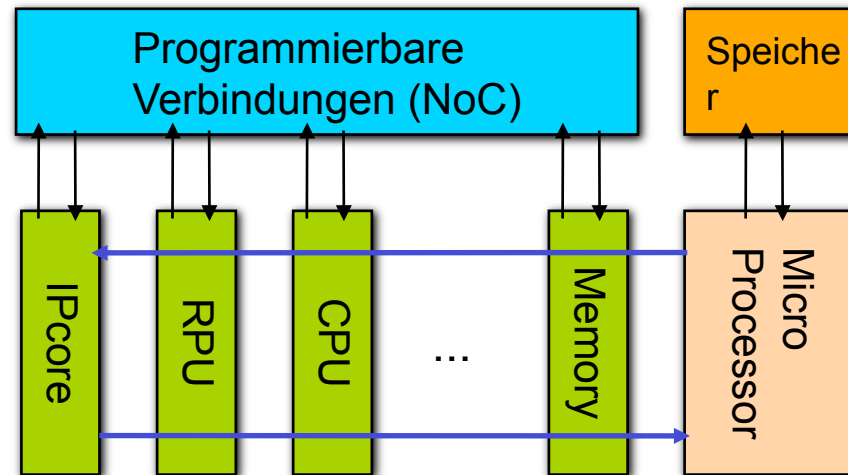 Programmierbare
Verbindungen (NoC)
Speiche
r
IPcore
RPU
CPU
...
Memory
Micro
Processor